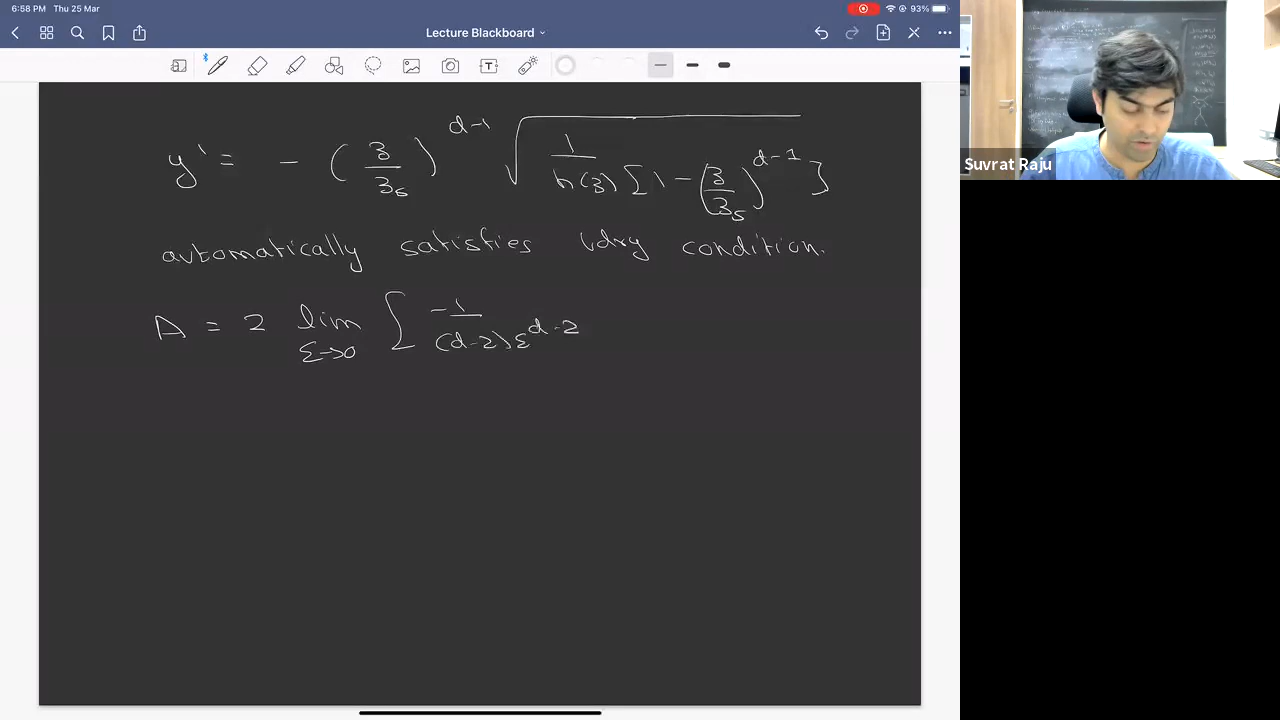 6:58 PM Thu 25 Mar
93%
Lecture Blackboard
T
Suvrat Raju
y' = - (z/z_s)^{d-1} √(1/(h(z)[1-(z/z_s)^{d-1}]))
automatically satisfies bdry condition.
A = 2 lim_{ε→0} [ -1/((d-2)ε^{d-2})